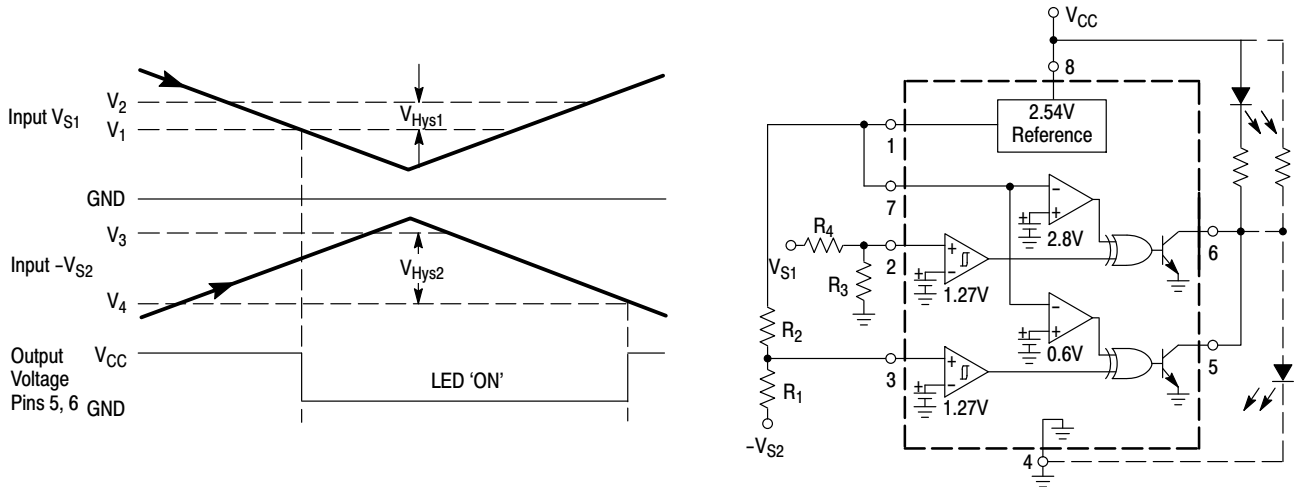 Input VS1
V2
V1
VHys1
GND
V3
Input –VS2
V4
VHys2
Output
Voltage
Pins 5, 6
VCC
GND
LED ‘ON’
VCC
8
2.54V
Reference
1
7
–
+
+
2.8V
6
R4
VS1
2
+
–
+
1.27V
R3
–
+
+
0.6V
5
R2
3
+
–
+
1.27V
R1
–VS2
4